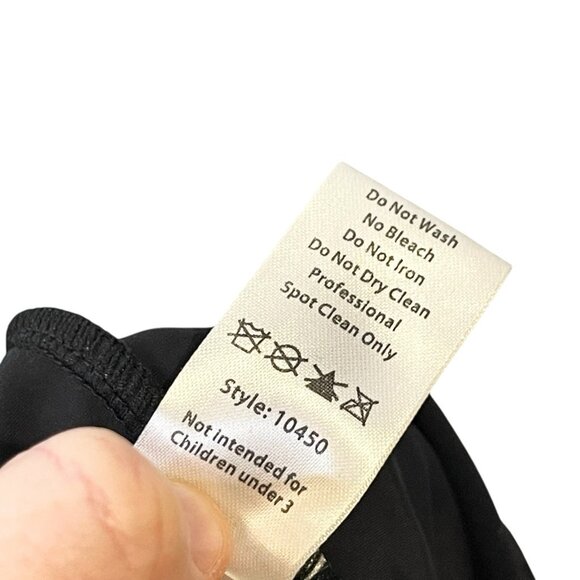 Do Not Wash
No Bleach
Do Not Iron
Do Not Dry Clean
Professional
Spot Clean Only
Style: 10450
Not intended for
Children under 3